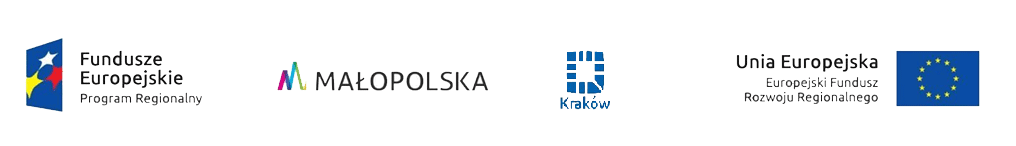 Fundusze
Europejskie
Program Regionalny
MAŁOPOLSKA
Kraków
Unia Europejska
Europejski Fundusz
Rozwoju Regionalnego